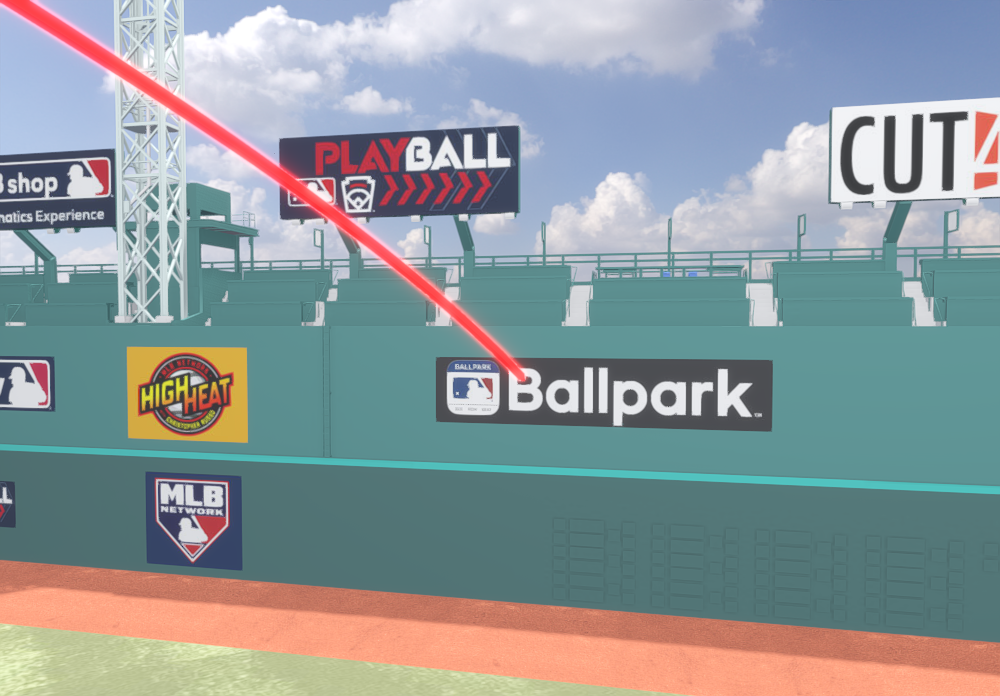 shop
natics Experience
PLAYBALL
CUT4
MLB NETWORK
HIGH HEAT
CHRISTOPHER RUSSO
BALLPARK
Ballpark
MLB
NETWORK